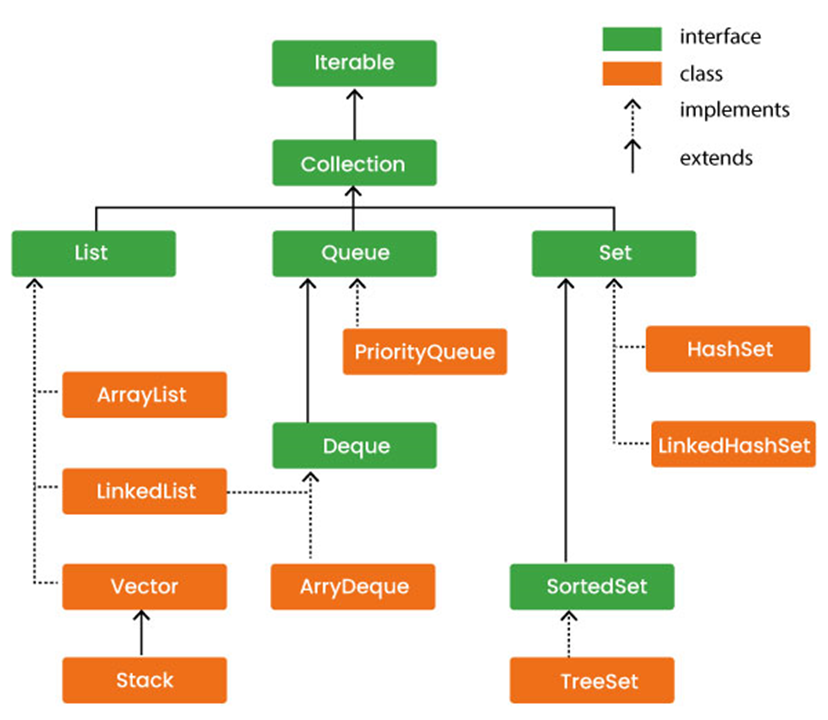 interface
Iterable
class
implements
Collection
extends
List
Queue
Set
PriorityQueue
HashSet
ArrayList
Deque
LinkedHashSet
LinkedList
Vector
ArryDeque
SortedSet
Stack
TreeSet